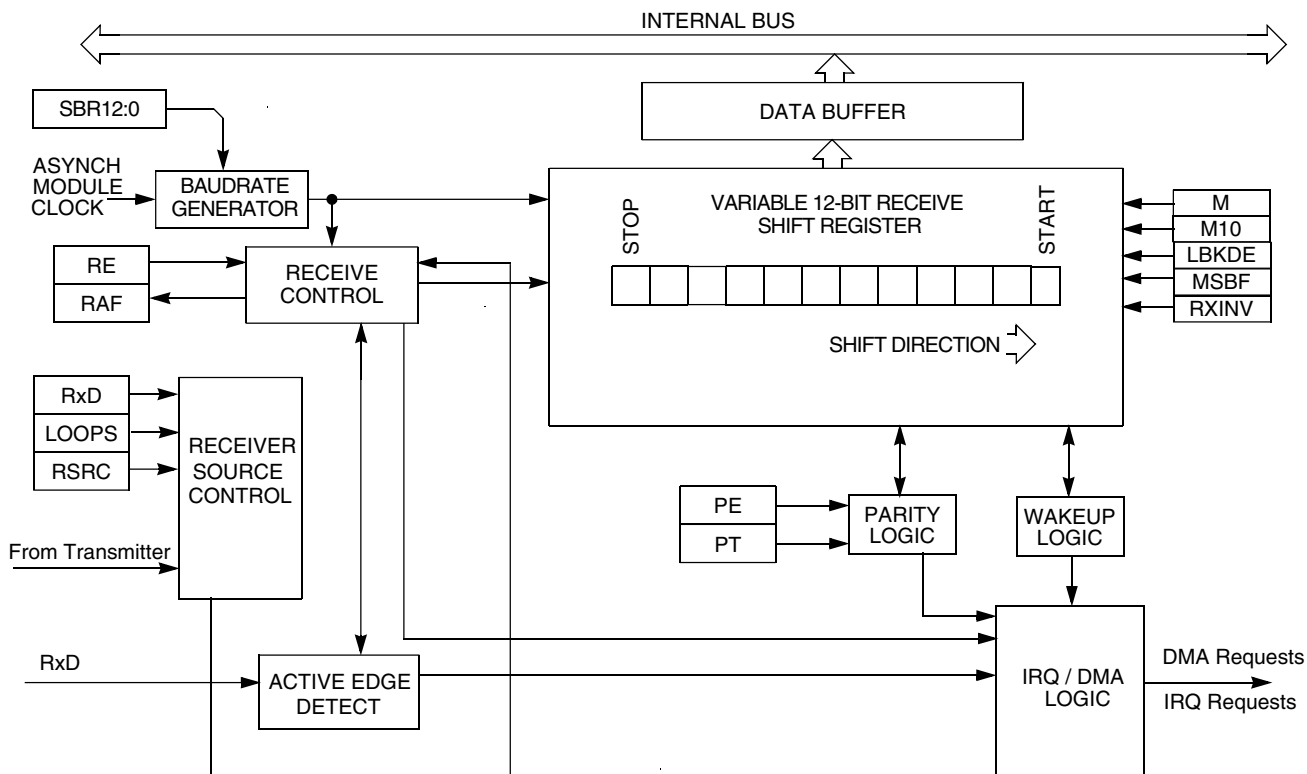 INTERNAL BUS
SBR12:0
DATA BUFFER
ASYNCH
MODULE
CLOCK
BAUDRATE
GENERATOR
VARIABLE 12-BIT RECEIVE
SHIFT REGISTER
STOP
START
M
M10
LBKDE
MSBF
RXINV
RE
RAF
RECEIVE
CONTROL
SHIFT DIRECTION
RxD
LOOPS
RSRC
RECEIVER
SOURCE
CONTROL
From Transmitter
PE
PT
PARITY
LOGIC
WAKEUP
LOGIC
RxD
ACTIVE EDGE
DETECT
IRQ / DMA
LOGIC
DMA Requests
IRQ Requests